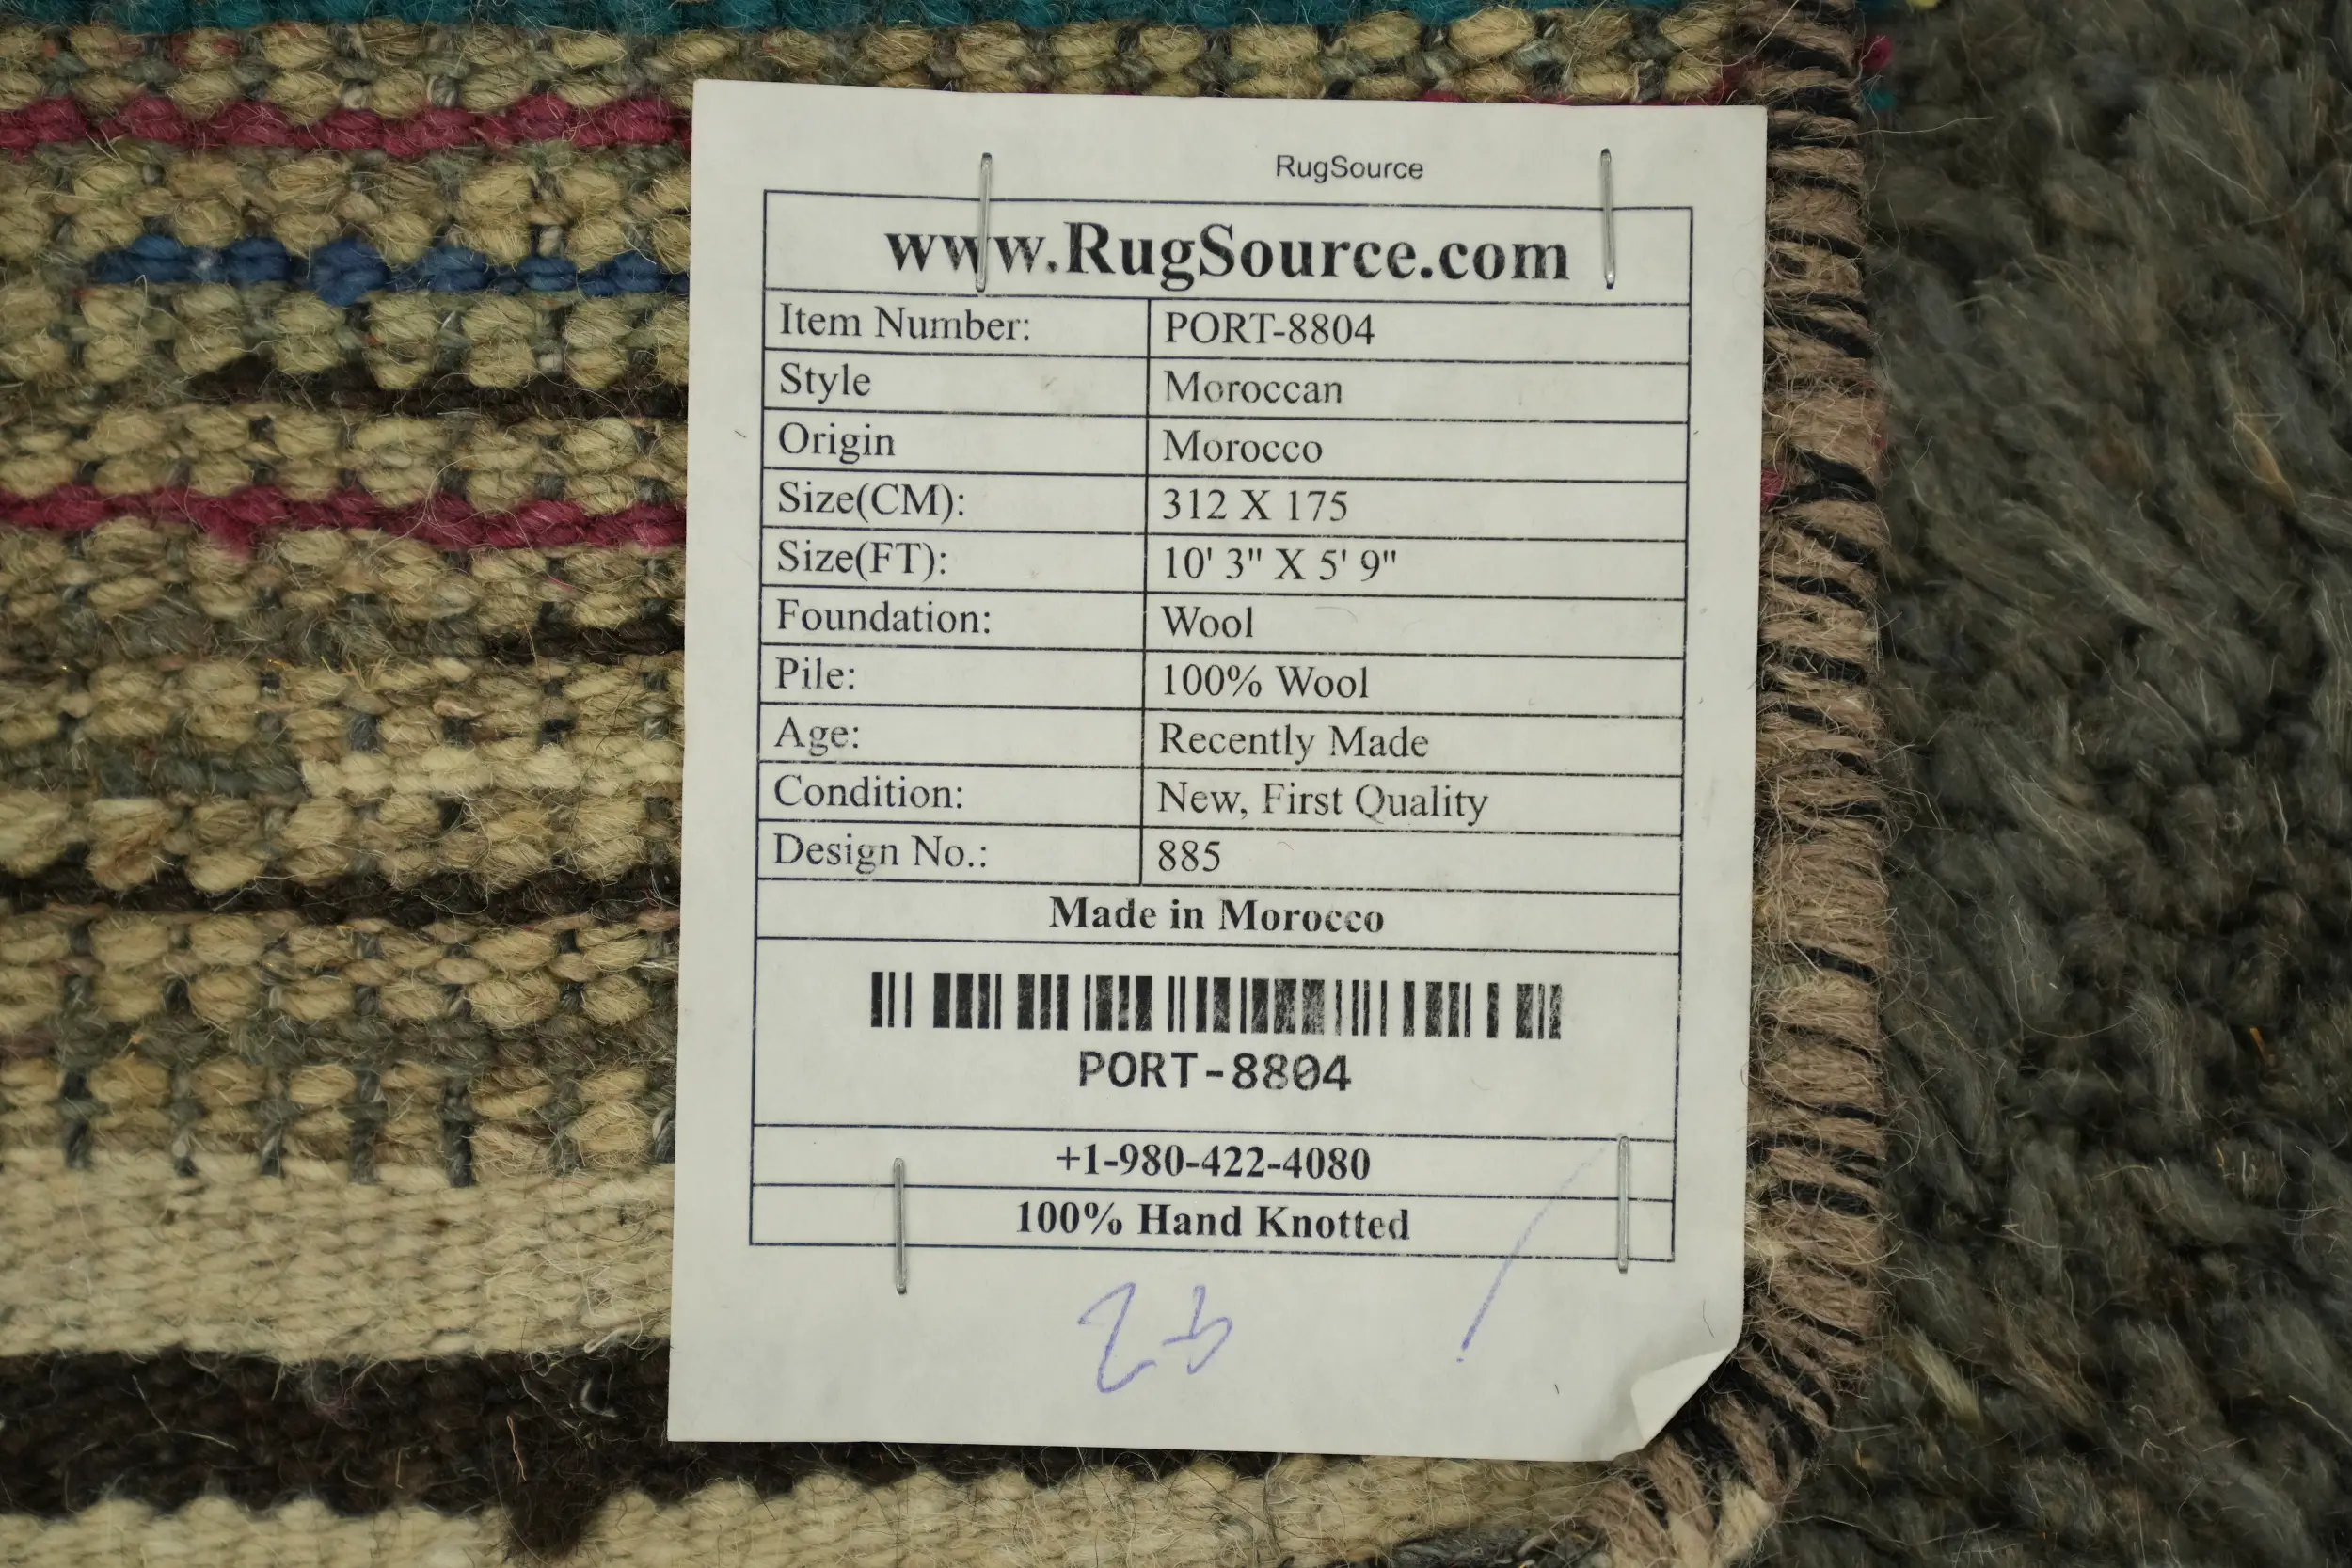 RugSource
www.RugSource.com
Item Number: PORT-8804
Style Moroccan
Origin Morocco
Size(CM): 312 X 175
Size(FT): 10' 3" X 5' 9"
Foundation: Wool
Pile: 100% Wool
Age: Recently Made
Condition: New, First Quality
Design No.: 885
Made in Morocco
PORT-8804
+1-980-422-4080
100% Hand Knotted